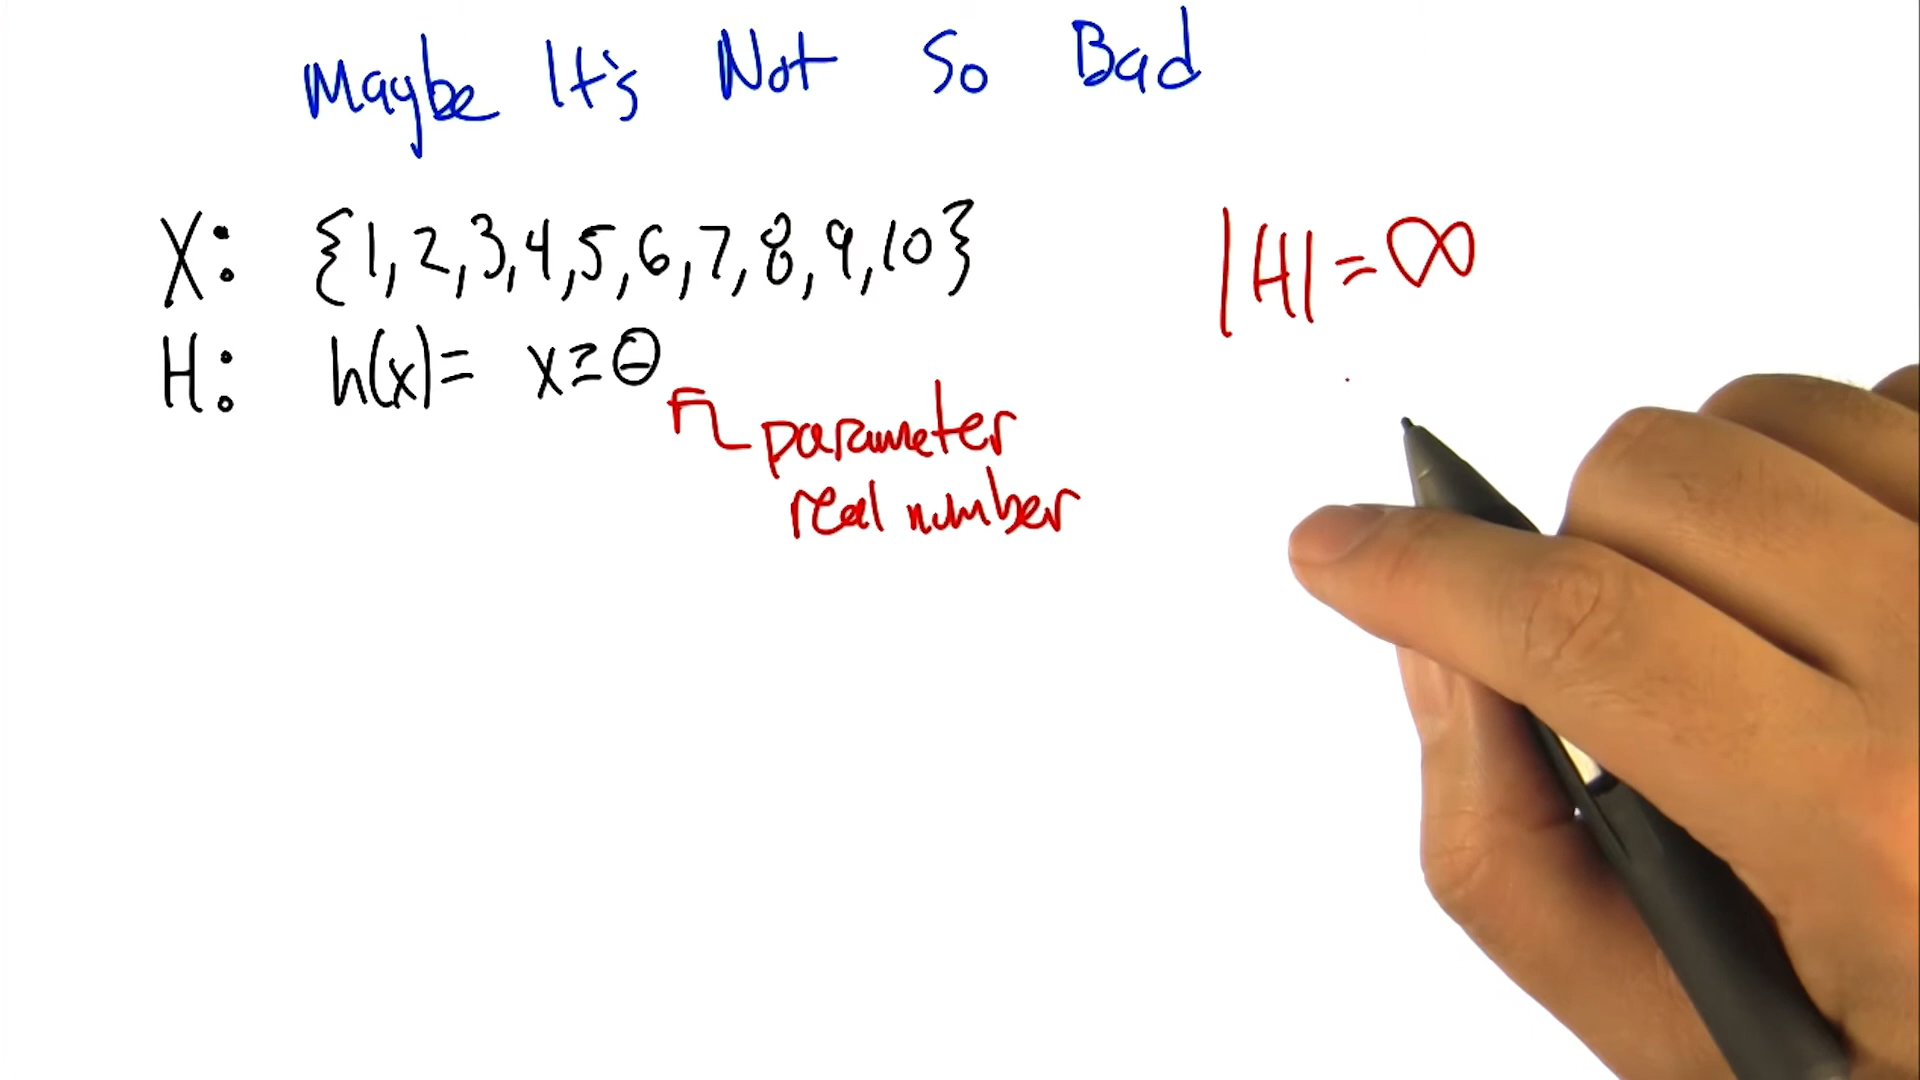 Maybe It's Not So Bad
X: {1,2,3,4,5,6,7,8,9,10}
|H|=∞
H: h(x)= x≥θ
parameter
real number